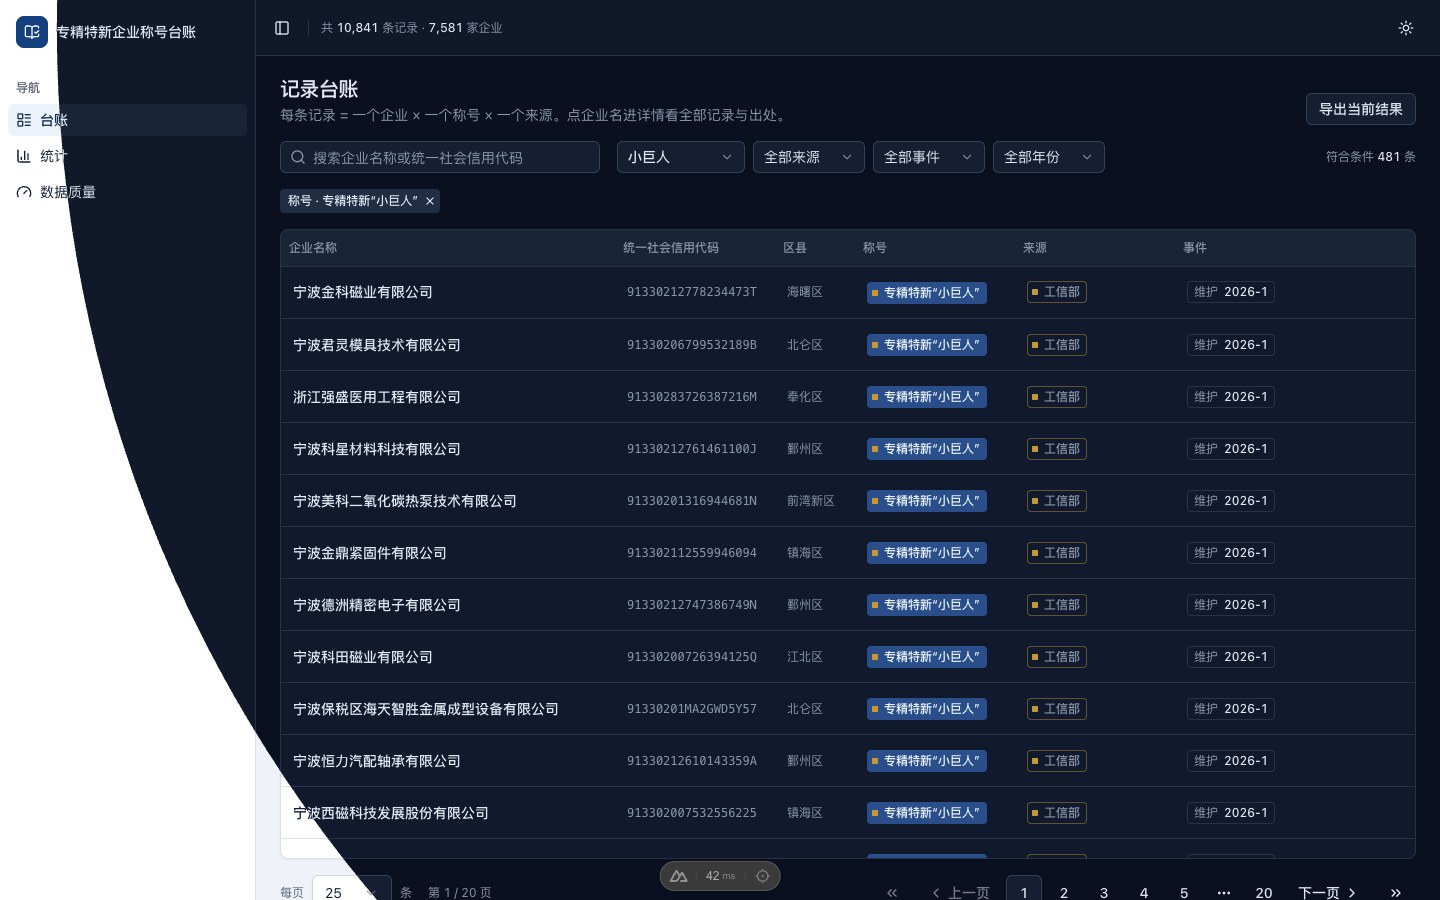 专精特新企业称号台账
共 10,841 条记录 · 7,581 家企业
导航
台账
统计
数据质量
记录台账
每条记录 = 一个企业 × 一个称号 × 一个来源。点企业名进详情看全部记录与出处。
导出当前结果
搜索企业名称或统一社会信用代码
小巨人
全部来源
全部事件
全部年份
符合条件 481 条
称号 · 专精特新“小巨人” ×
企业名称 统一社会信用代码 区县 称号 来源 事件
宁波金科磁业有限公司 91330212778234473T 海曙区 专精特新“小巨人” 工信部 维护 2026-1
宁波君灵模具技术有限公司 91330206799532189B 北仑区 专精特新“小巨人” 工信部 维护 2026-1
浙江强盛医用工程有限公司 91330283726387216M 奉化区 专精特新“小巨人” 工信部 维护 2026-1
宁波科星材料科技有限公司 91330212761461100J 鄞州区 专精特新“小巨人” 工信部 维护 2026-1
宁波美科二氧化碳热泵技术有限公司 91330201316944681N 前湾新区 专精特新“小巨人” 工信部 维护 2026-1
宁波金鼎紧固件有限公司 913302112559946094 镇海区 专精特新“小巨人” 工信部 维护 2026-1
宁波德洲精密电子有限公司 91330212747386749N 鄞州区 专精特新“小巨人” 工信部 维护 2026-1
宁波科田磁业有限公司 91330200726394125Q 江北区 专精特新“小巨人” 工信部 维护 2026-1
宁波保税区海天智胜金属成型设备有限公司 91330201MA2GWD5Y57 北仑区 专精特新“小巨人” 工信部 维护 2026-1
宁波恒力汽配轴承有限公司 91330212610143359A 鄞州区 专精特新“小巨人” 工信部 维护 2026-1
宁波西磁科技发展股份有限公司 913302007532556225 镇海区 专精特新“小巨人” 工信部 维护 2026-1
42 ms
每页 25 条 第 1 / 20 页 « ‹ 上一页 1 2 3 4 5 ··· 20 下一页 › »